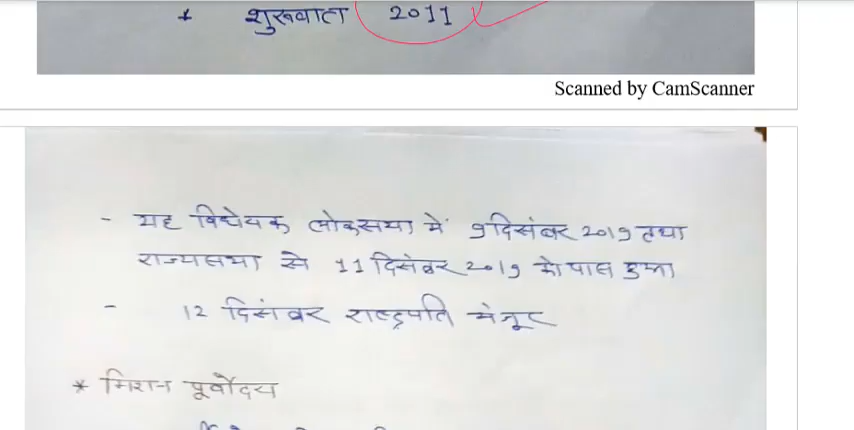 * शुरूवात 2011
Scanned by CamScanner
- यह विधेयक लोकसभा में 9 दिसंबर 2019 तथा
राज्यसभा से 11 दिसंबर 2019 को पास हुआ
- 12 दिसंबर राष्ट्रपति मंजूर
* मिशन पूर्वोदय